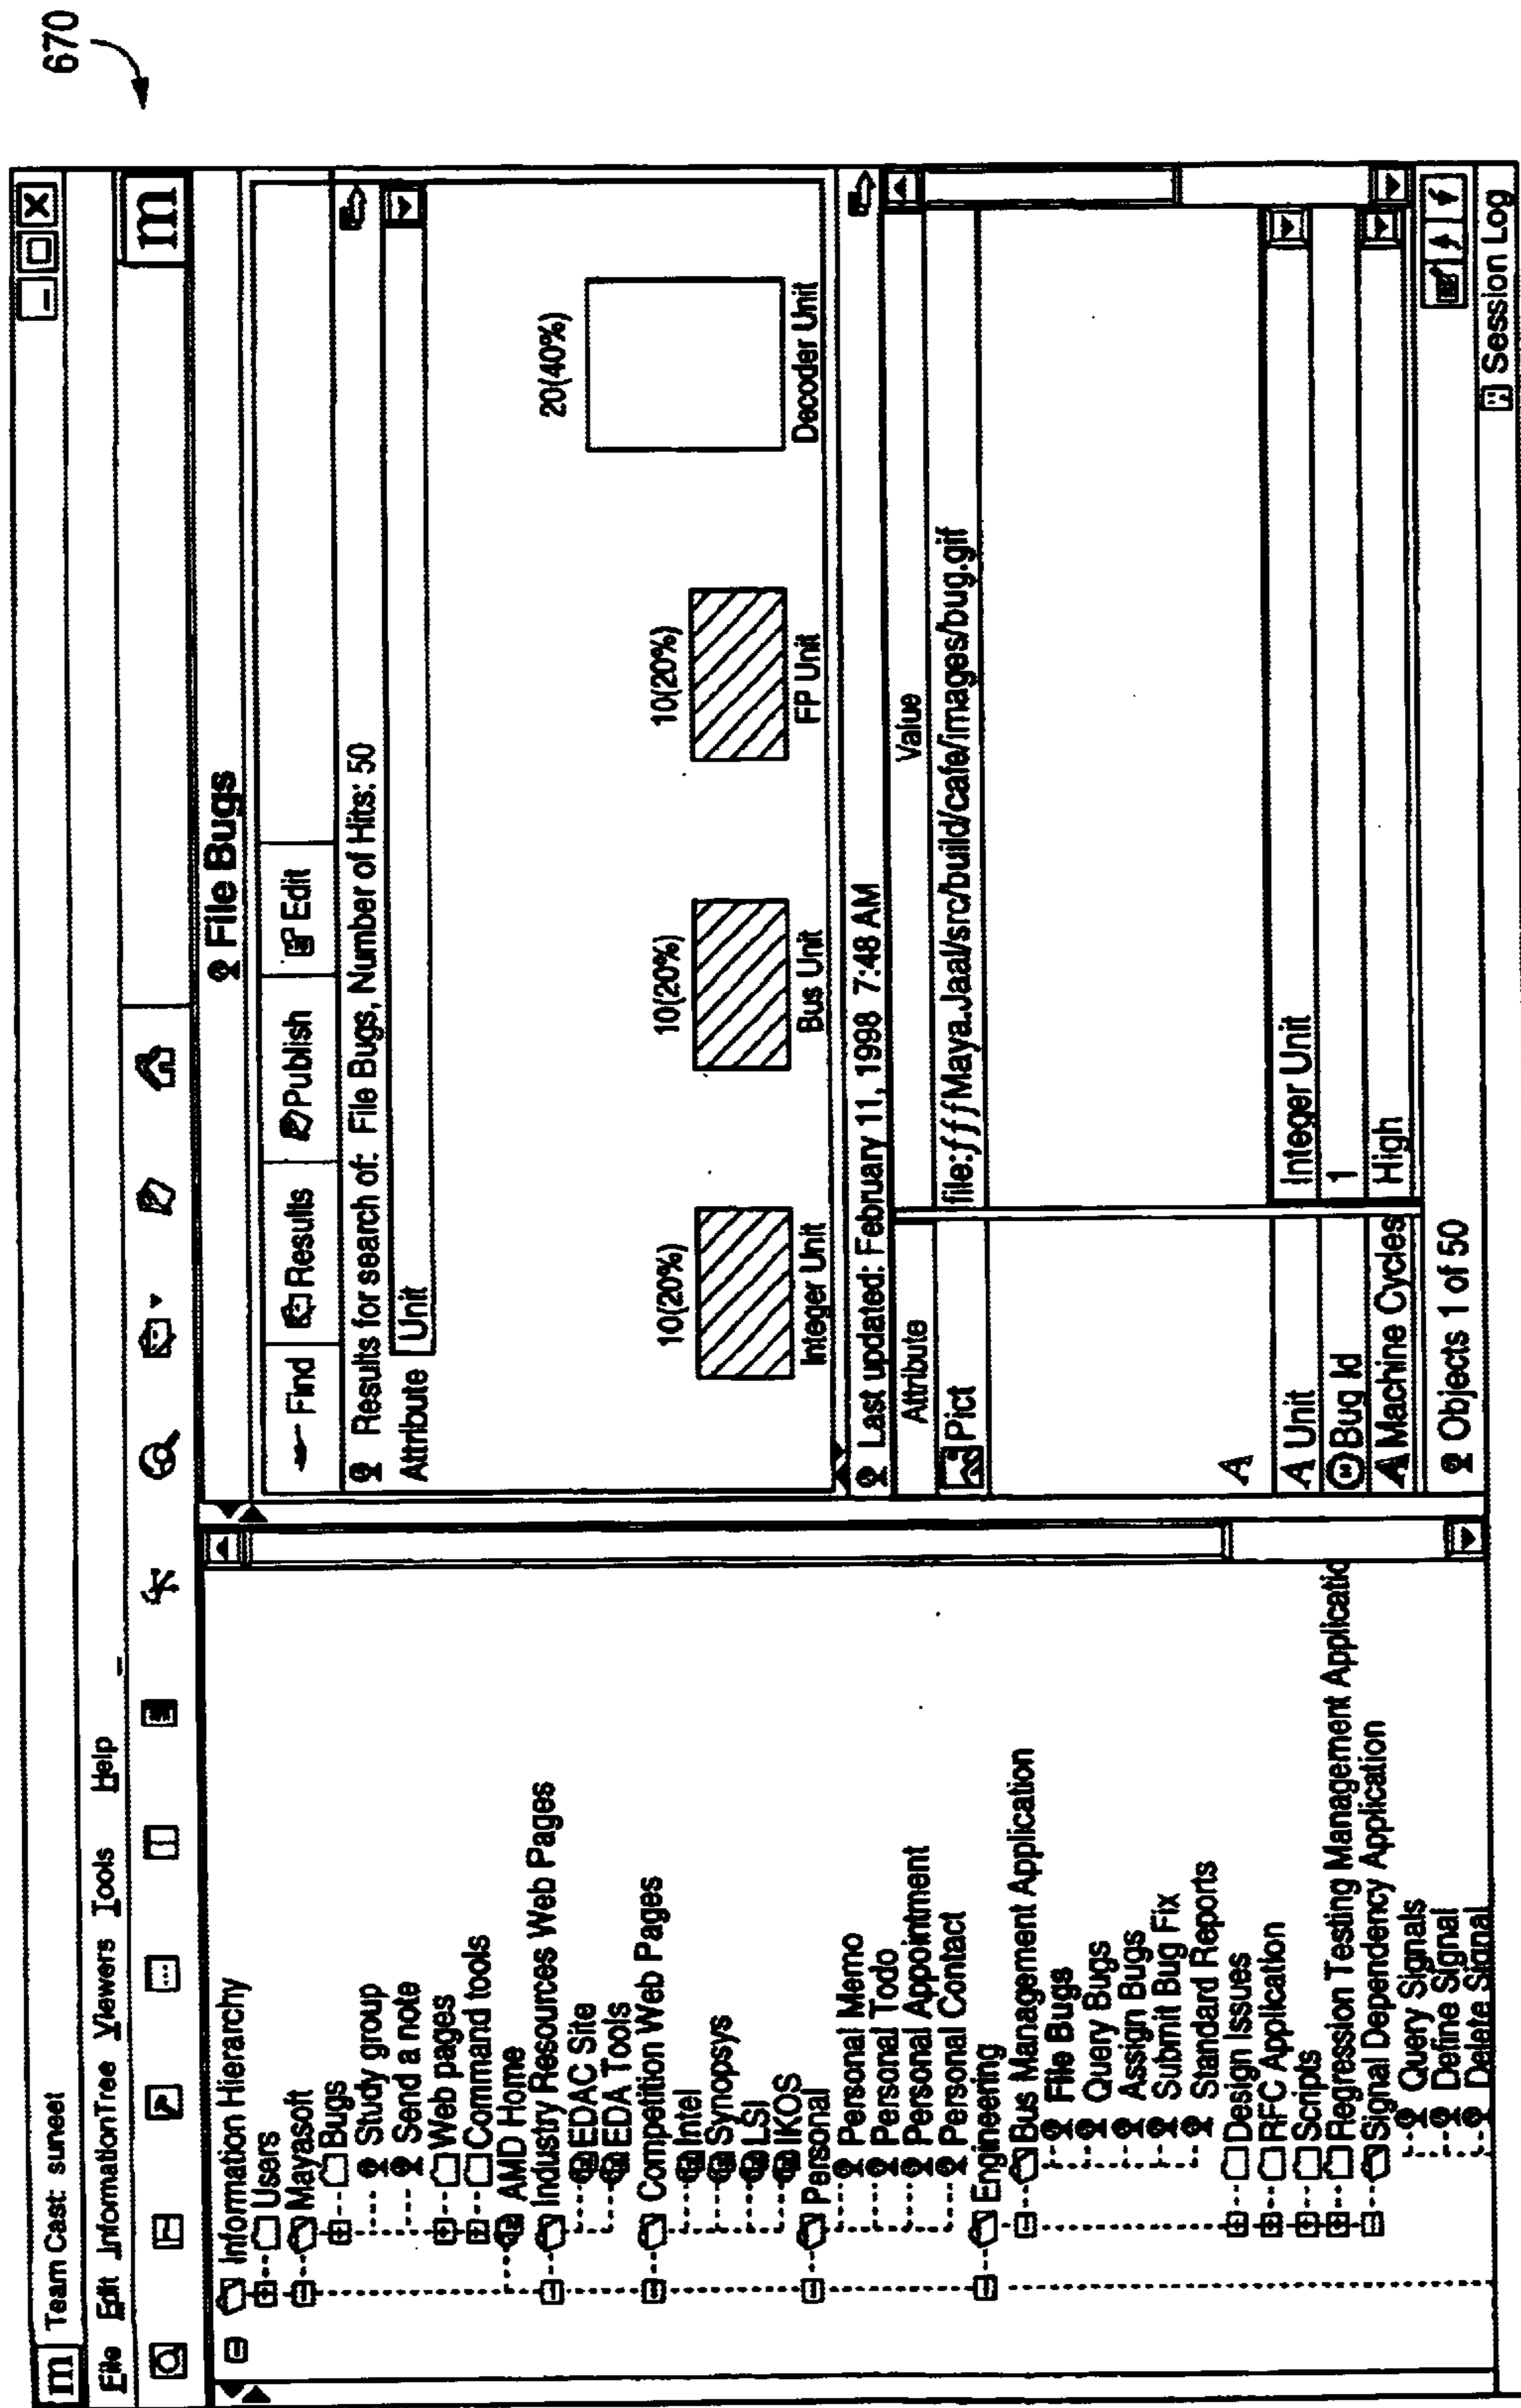 670
Team Cast: suneet
File Edit InformationTree Viewers Tools Help
m
Information Hierarchy
Users
Mayasoft
Bugs
Study group
Send a note
Web pages
Command tools
AMD Home
Industry Resources Web Pages
EDAC Site
EDA Tools
Competition Web Pages
Intel
Synopsys
LSI
IKOS
Personal
Personal Memo
Personal Todo
Personal Appointment
Personal Contact
Engineering
Bus Management Application
File Bugs
Query Bugs
Assign Bugs
Submit Bug Fix
Standard Reports
Design Issues
RFC Application
Scripts
Regression Testing Management Applicatio
Signal Dependency Application
Query Signals
Define Signal
Delete Signal
File Bugs
Find Results Publish Edit
Results for search of: File Bugs, Number of Hits: 50
Attribute Unit
10(20%) 10(20%) 10(20%) 20(40%)
Integer Unit Bus Unit FP Unit Decoder Unit
Last updated: February 11, 1998 7:48 AM
Attribute Value
Pict file:ƒƒƒMaya.Jaal/src/build/cafe/images/bug.gif
A
A Unit Integer Unit
Bug Id 1
A Machine Cycles High
Objects 1 of 50
Session Log